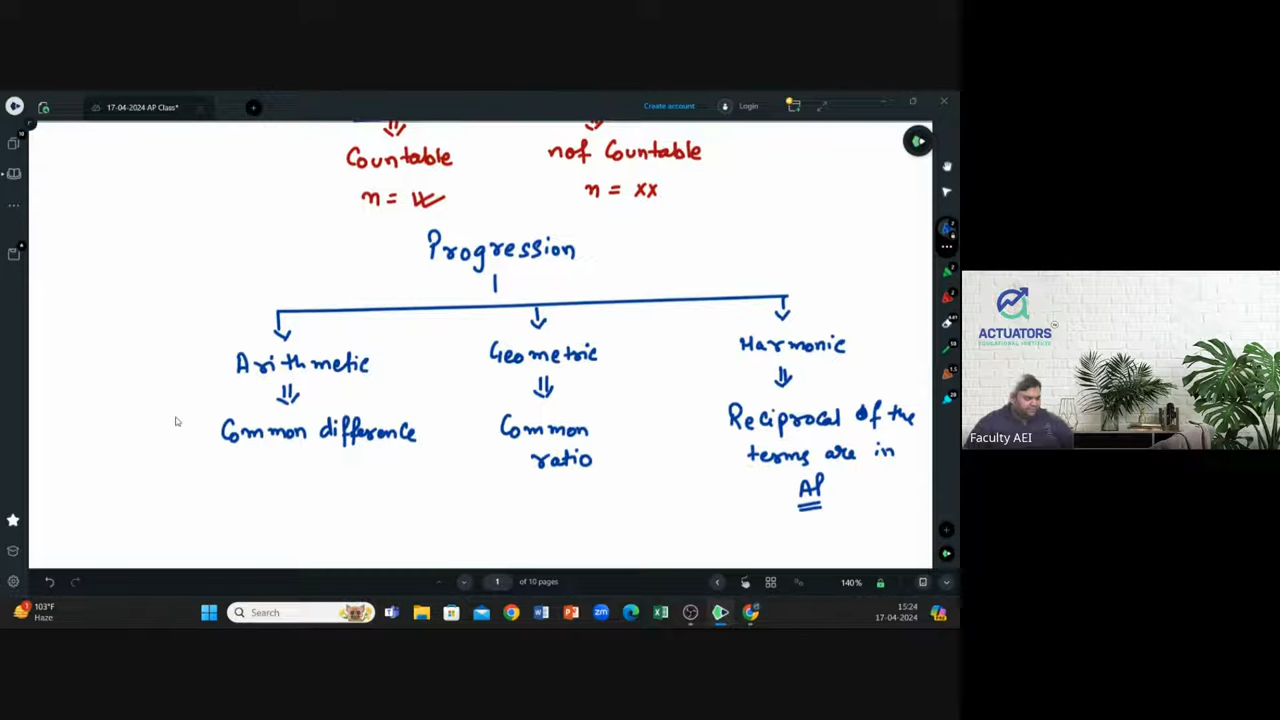 17-04-2024 AP Class*
Create account
Login
Countable
not Countable
n =
n = xx
Progression
Arithmetic
Geometric
Harmonic
Common difference
Common
ratio
Reciprocal of the
terms are in
AP
ACTUATORS
EDUCATIONAL INSTITUTE
Faculty AEI
1
of 10 pages
140%
103°F
Haze
Search
15:24
17-04-2024